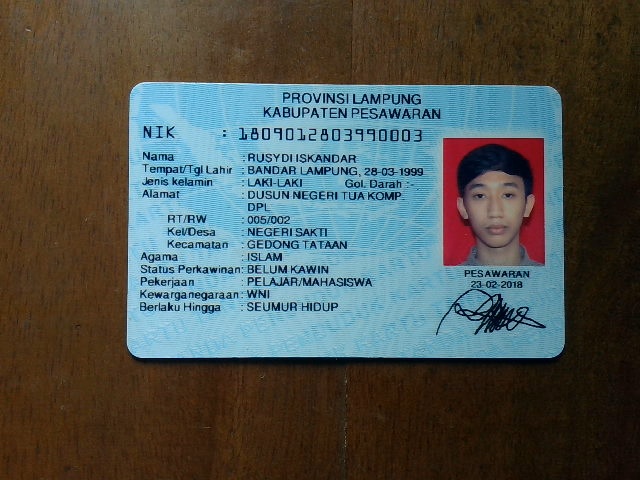 PROVINSI LAMPUNG
KABUPATEN PESAWARAN
NIK : 1809012803990003
Nama : RUSYDI ISKANDAR
Tempat/Tgl Lahir : BANDAR LAMPUNG, 28-03-1999
Jenis kelamin : LAKI-LAKI Gol. Darah :-
Alamat : DUSUN NEGERI TUA KOMP.
DPL
RT/RW : 005/002
Kel/Desa : NEGERI SAKTI
Kecamatan : GEDONG TATAAN
Agama : ISLAM
Status Perkawinan: BELUM KAWIN
Pekerjaan : PELAJAR/MAHASISWA
Kewarganegaraan: WNI
Berlaku Hingga : SEUMUR HIDUP
PESAWARAN
23-02-2018